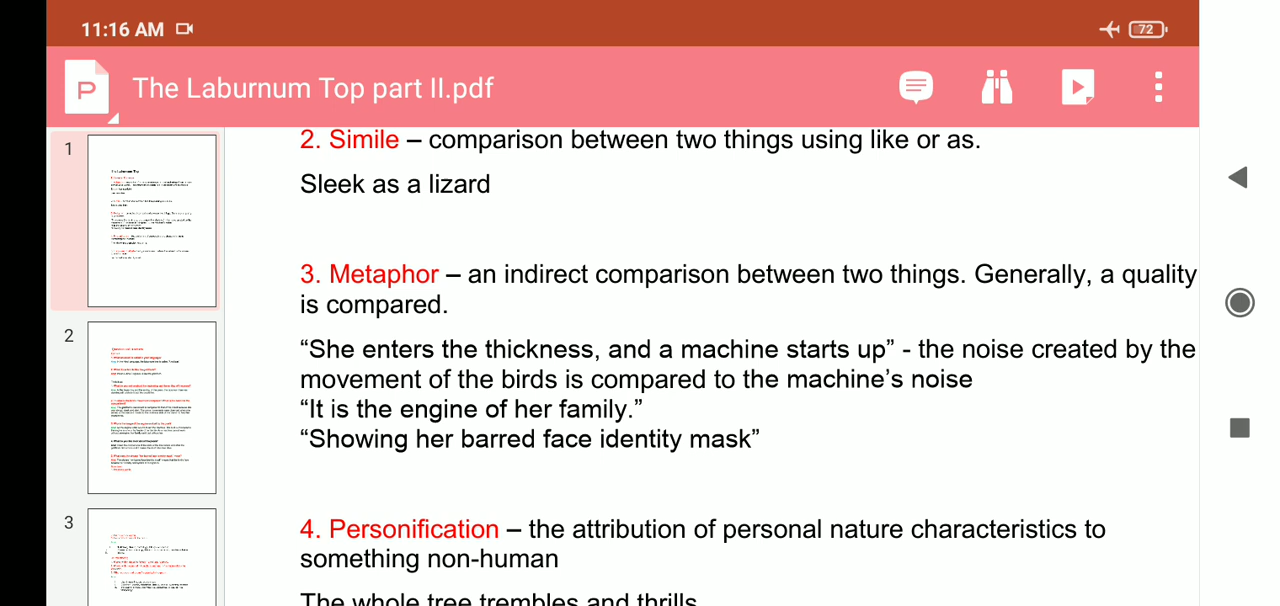 11:16 AM
72
P
The Laburnum Top part II.pdf
1
2
3
2. Simile – comparison between two things using like or as.
Sleek as a lizard
3. Metaphor – an indirect comparison between two things. Generally, a quality
is compared.
“She enters the thickness, and a machine starts up” - the noise created by the
movement of the birds is compared to the machine’s noise
“It is the engine of her family.”
“Showing her barred face identity mask”
4. Personification – the attribution of personal nature characteristics to
something non-human
The whole tree trembles and thrills